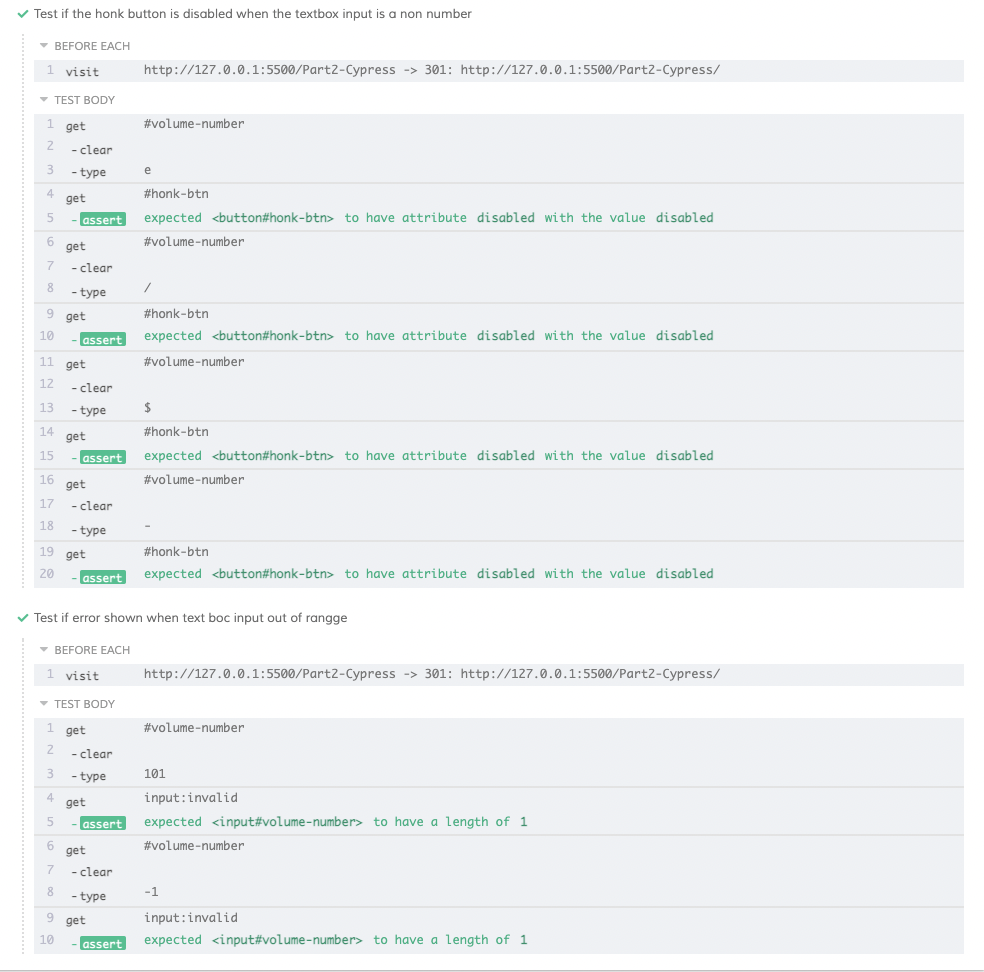 Test if the honk button is disabled when the textbox input is a non number
BEFORE EACH
1 visit http://127.0.0.1:5500/Part2-Cypress -> 301: http://127.0.0.1:5500/Part2-Cypress/
TEST BODY
1 get #volume-number
2 -clear
3 -type e
4 get #honk-btn
5 -assert expected <button#honk-btn> to have attribute disabled with the value disabled
6 get #volume-number
7 -clear
8 -type /
9 get #honk-btn
10 -assert expected <button#honk-btn> to have attribute disabled with the value disabled
11 get #volume-number
12 -clear
13 -type $
14 get #honk-btn
15 -assert expected <button#honk-btn> to have attribute disabled with the value disabled
16 get #volume-number
17 -clear
18 -type -
19 get #honk-btn
20 -assert expected <button#honk-btn> to have attribute disabled with the value disabled
Test if error shown when text boc input out of rangge
BEFORE EACH
1 visit http://127.0.0.1:5500/Part2-Cypress -> 301: http://127.0.0.1:5500/Part2-Cypress/
TEST BODY
1 get #volume-number
2 -clear
3 -type 101
4 get input:invalid
5 -assert expected <input#volume-number> to have a length of 1
6 get #volume-number
7 -clear
8 -type -1
9 get input:invalid
10 -assert expected <input#volume-number> to have a length of 1